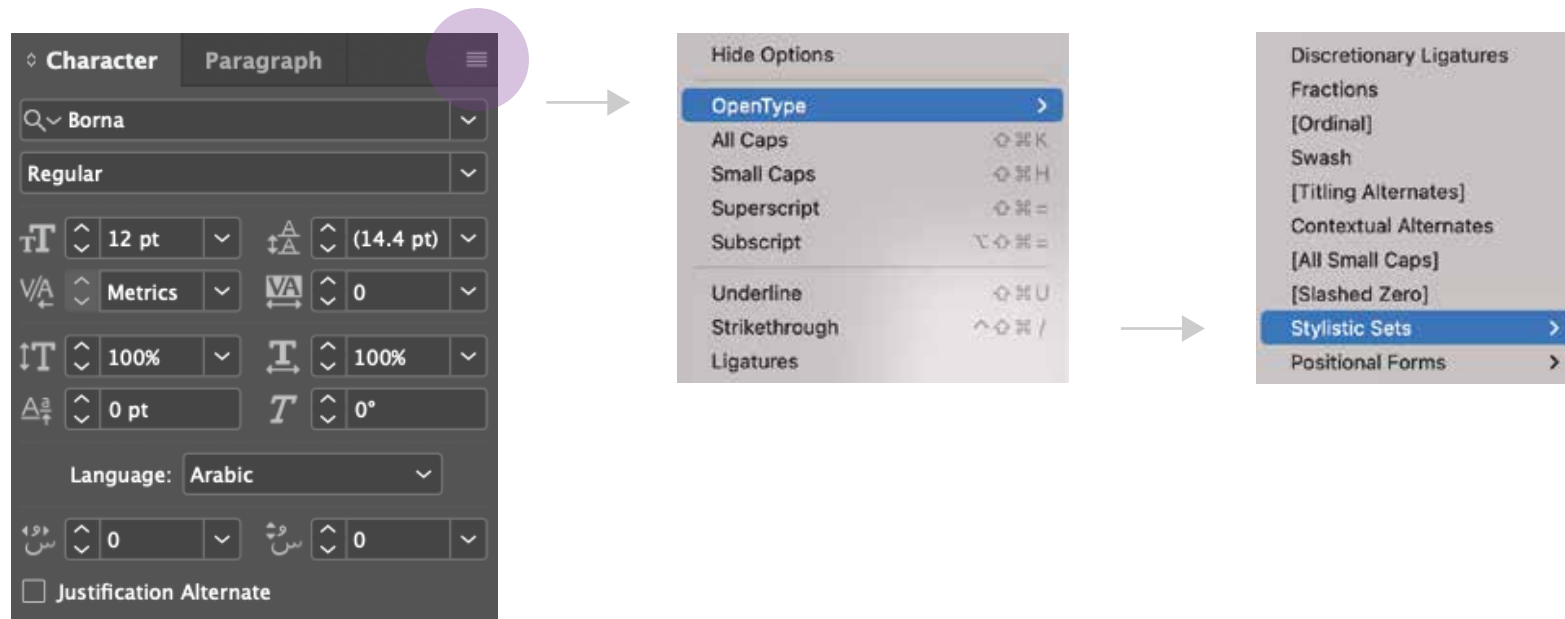 Character Paragraph
Borna
Regular
12 pt (14.4 pt)
Metrics 0
100% 100%
0 pt 0°
Language: Arabic
0 0
Justification Alternate
Hide Options
OpenType
All Caps ⇧⌘K
Small Caps ⇧⌘H
Superscript ⇧⌘=
Subscript ⌥⇧⌘=
Underline ⇧⌘U
Strikethrough ^⇧⌘/
Ligatures
Discretionary Ligatures
Fractions
[Ordinal]
Swash
[Titling Alternates]
Contextual Alternates
[All Small Caps]
[Slashed Zero]
Stylistic Sets
Positional Forms